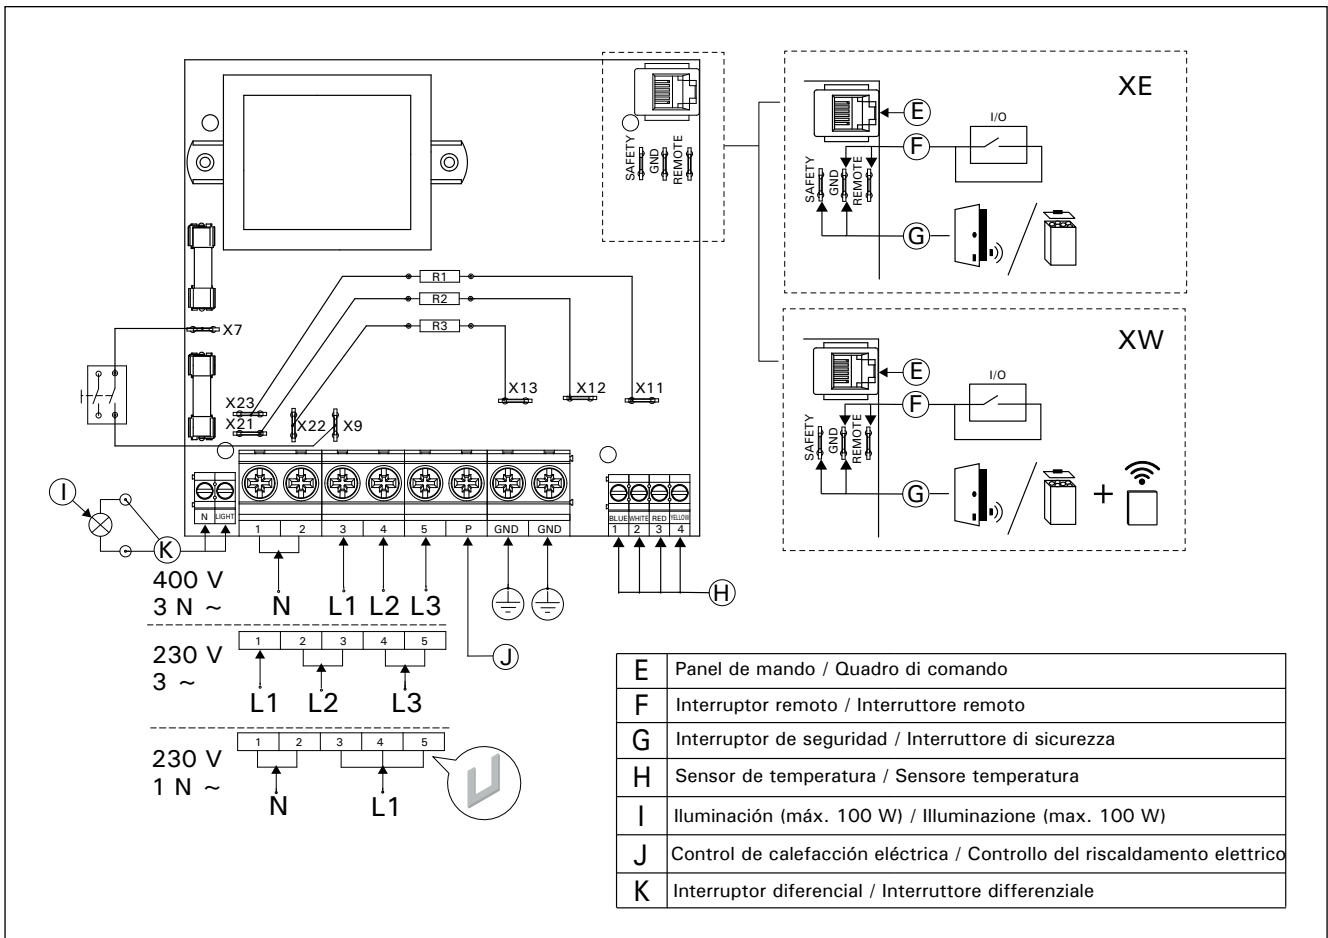 XE
E
I/O
F
SAFETY
GND
REMOTE
G
SAFETY
GND
REMOTE
R1
R2
R3
X7
X23
X21
X22
X9
X13
X12
X11
XW
E
I/O
F
SAFETY
GND
REMOTE
G
+
I
K
N LIGHT
1 2 3 4 5 P GND GND
BLUE WHITE RED YELLOW
1 2 3 4
H
J
400 V
3 N ~
N L1 L2 L3
230 V
3 ~
1 2 3 4 5
L1 L2 L3
230 V
1 N ~
1 2 3 4 5
N L1
E Panel de mando / Quadro di comando
F Interruptor remoto / Interruttore remoto
G Interruptor de seguridad / Interruttore di sicurezza
H Sensor de temperatura / Sensore temperatura
I Iluminación (máx. 100 W) / Illuminazione (max. 100 W)
J Control de calefacción eléctrica / Controllo del riscaldamento elettrico
K Interruptor diferencial / Interruttore differenziale